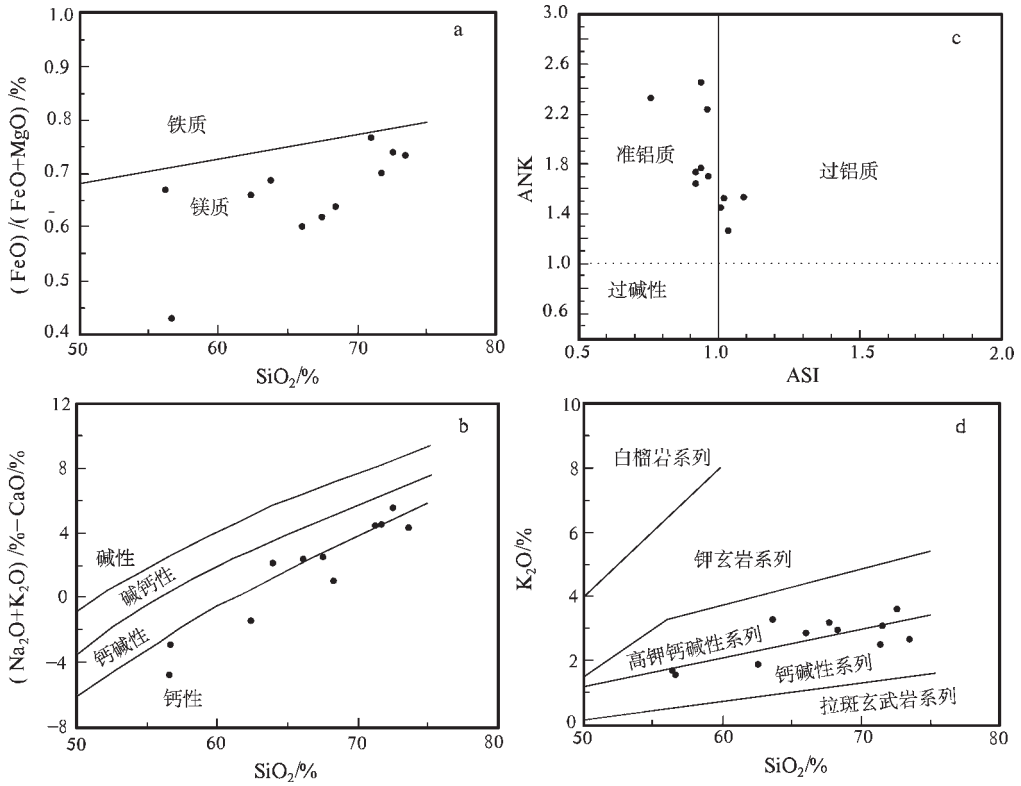 a
1.0
0.9
0.8
0.7
0.6
0.5
0.4
(FeO)/(FeO+MgO)/%
铁质
镁质
50
60
70
80
SiO₂/%
c
3.0
2.6
2.2
1.8
1.4
1.0
0.6
ANK
准铝质
过铝质
过碱性
0.5
1.0
1.5
2.0
ASI
b
12
8
4
0
−4
−8
(Na₂O+K₂O)/%−CaO/%
碱性
碱钙性
钙碱性
钙性
50
60
70
80
SiO₂/%
d
10
8
6
4
2
0
K₂O/%
白榴岩系列
钾玄岩系列
高钾钙碱性系列
钙碱性系列
拉斑玄武岩系列
50
60
70
80
SiO₂/%